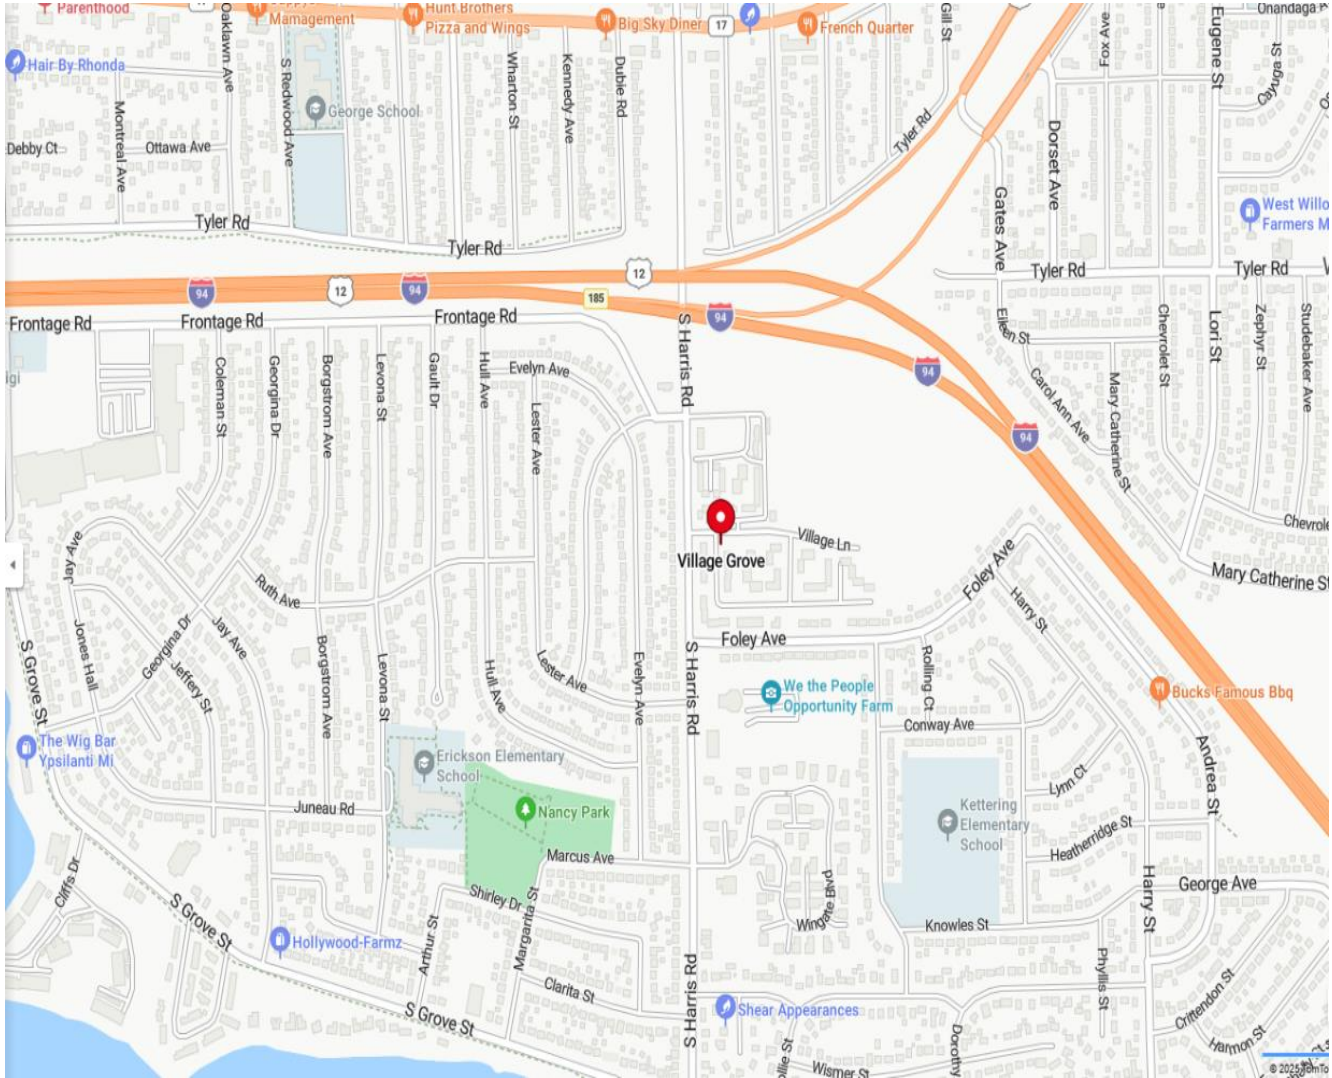 Parenthood
Management
Hunt Brothers
Pizza and Wings
Big Sky Diner
17
French Quarter
Gill St
Fox Ave
Eugene St
Onandaga
Hair By Rhonda
Oaklawn Ave
S Redwood Ave
George School
Wharton St
Kennedy Ave
Dubie Rd
Tyler Rd
Dorset Ave
Cayuga St
Debby Ct
Montreal Ave
Ottawa Ave
Gates Ave
West Willo
Farmers M
Tyler Rd
Tyler Rd
Tyler Rd
Tyler Rd
94
12
94
12
185
94
94
94
Frontage Rd
Frontage Rd
Frontage Rd
S Harris Rd
Eileen St
Chevrolet St
Lori St
Zephyr St
Studebaker Ave
Coleman St
Georgina Dr
Borgstrom Ave
Levona St
Gault Dr
Hull Ave
Evelyn Ave
Lester Ave
Carol Ann Ave
Mary Catherine St
Chevrole
Village Ln
Village Grove
Mary Catherine St
Jay Ave
Ruth Ave
Foley Ave
Harry St
Jones Hall
Georgina Dr
Jay Ave
Jeffery St
Borgstrom Ave
Levona St
Hull Ave
Lester Ave
Evelyn Ave
S Harris Rd
Foley Ave
Rolling Ct
S Grove St
We the People
Opportunity Farm
Bucks Famous Bbq
Conway Ave
The Wig Bar
Ypsilanti Mi
Erickson Elementary
School
Andrea St
Lynn Ct
Juneau Rd
Nancy Park
Kettering
Elementary
School
Heatherridge St
Marcus Ave
Cliffs Dr
Shirley Dr
Margarita St
Wingate Blvd
Harry St
George Ave
S Grove St
Hollywood-Farmz
Arthur St
Knowles St
Phyllis St
Clarita St
S Harris Rd
Shear Appearances
S Grove St
Crittendon St
Harmon St
Dorothy
Wismer St
© 2025 TomTo